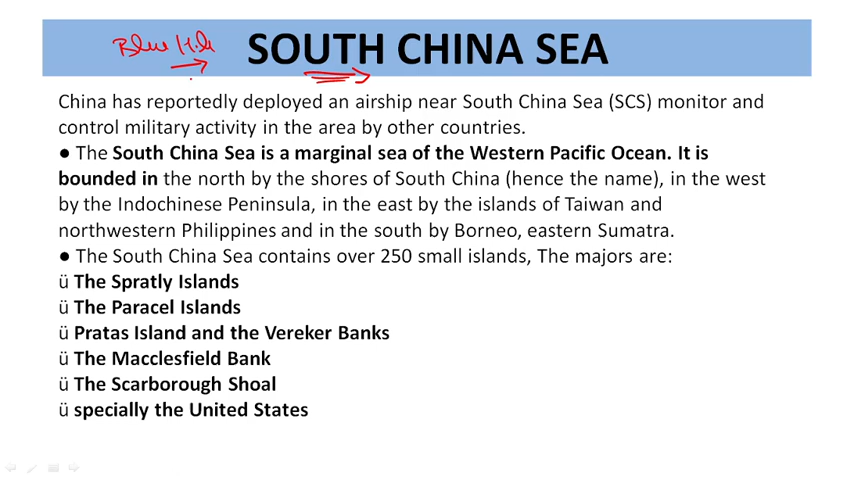 Blue Hole SOUTH CHINA SEA
China has reportedly deployed an airship near South China Sea (SCS) monitor and
control military activity in the area by other countries.
● The South China Sea is a marginal sea of the Western Pacific Ocean. It is
bounded in the north by the shores of South China (hence the name), in the west
by the Indochinese Peninsula, in the east by the islands of Taiwan and
northwestern Philippines and in the south by Borneo, eastern Sumatra.
● The South China Sea contains over 250 small islands, The majors are:
ü The Spratly Islands
ü The Paracel Islands
ü Pratas Island and the Vereker Banks
ü The Macclesfield Bank
ü The Scarborough Shoal
ü specially the United States